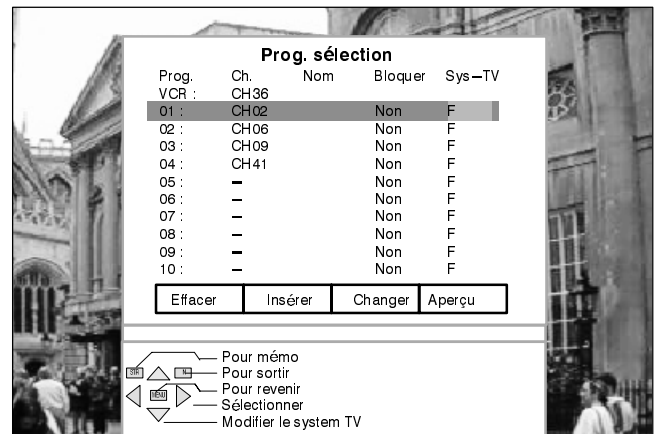 Prog. sélection
Prog. Ch. Nom Bloquer Sys–TV
VCR : CH36
01 : CH02 Non F
02 : CH06 Non F
03 : CH09 Non F
04 : CH41 Non F
05 : – Non F
06 : – Non F
07 : – Non F
08 : – Non F
09 : – Non F
10 : – Non F
Effacer Insérer Changer Aperçu
Pour mémo
STR N Pour sortir
MENU Pour revenir
Sélectionner
Modifier le system TV